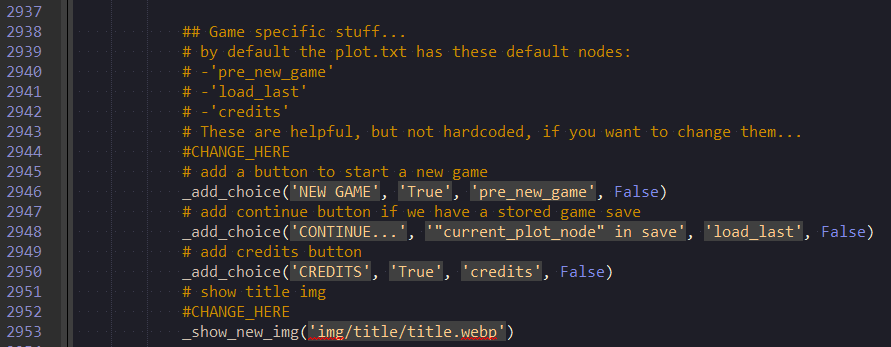 2937
2938 ## Game specific stuff...
2939 # by default the plot.txt has these default nodes:
2940 # -'pre_new_game'
2941 # -'load_last'
2942 # -'credits'
2943 # These are helpful, but not hardcoded, if you want to change them...
2944 #CHANGE_HERE
2945 # add a button to start a new game
2946 _add_choice('NEW GAME', 'True', 'pre_new_game', False)
2947 # add continue button if we have a stored game save
2948 _add_choice('CONTINUE...', '"current_plot_node" in save', 'load_last', False)
2949 # add credits button
2950 _add_choice('CREDITS', 'True', 'credits', False)
2951 # show title img
2952 #CHANGE_HERE
2953 _show_new_img('img/title/title.webp')